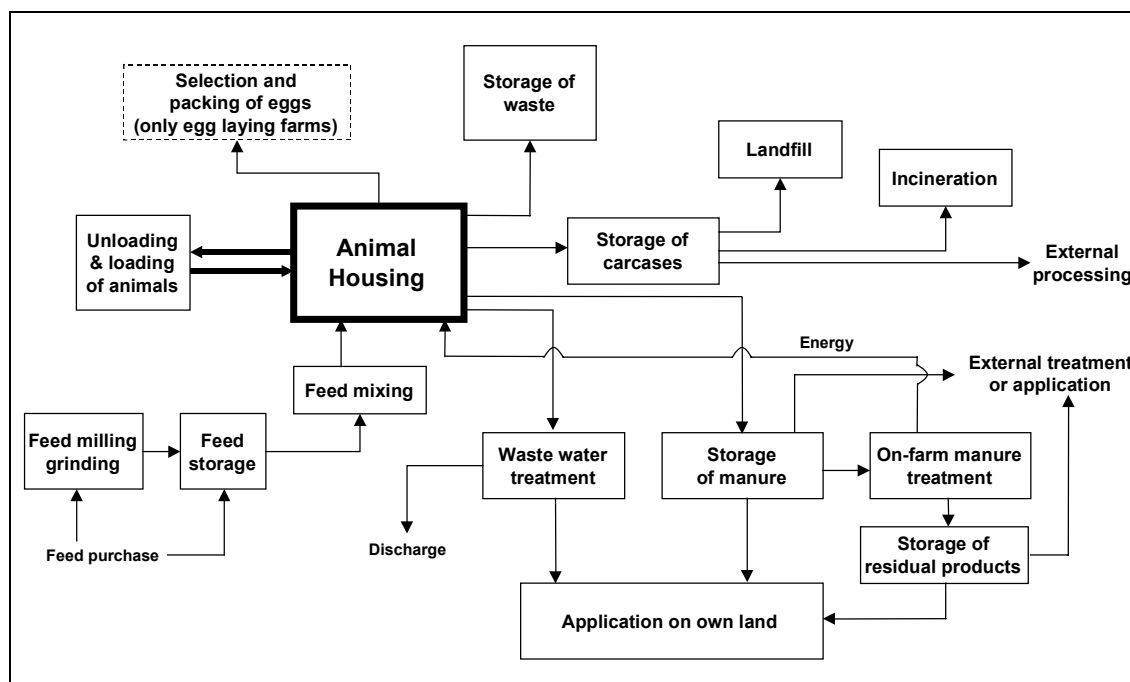 Selection and
packing of eggs
(only egg laying farms)
Storage of
waste
Landfill
Incineration
Unloading
& loading
of animals
Animal
Housing
Storage of
carcases
External
processing
Energy
External treatment
or application
Feed mixing
Feed milling
grinding
Feed
storage
Waste water
treatment
Storage
of manure
On-farm manure
treatment
Feed purchase
Discharge
Storage of
residual products
Application on own land